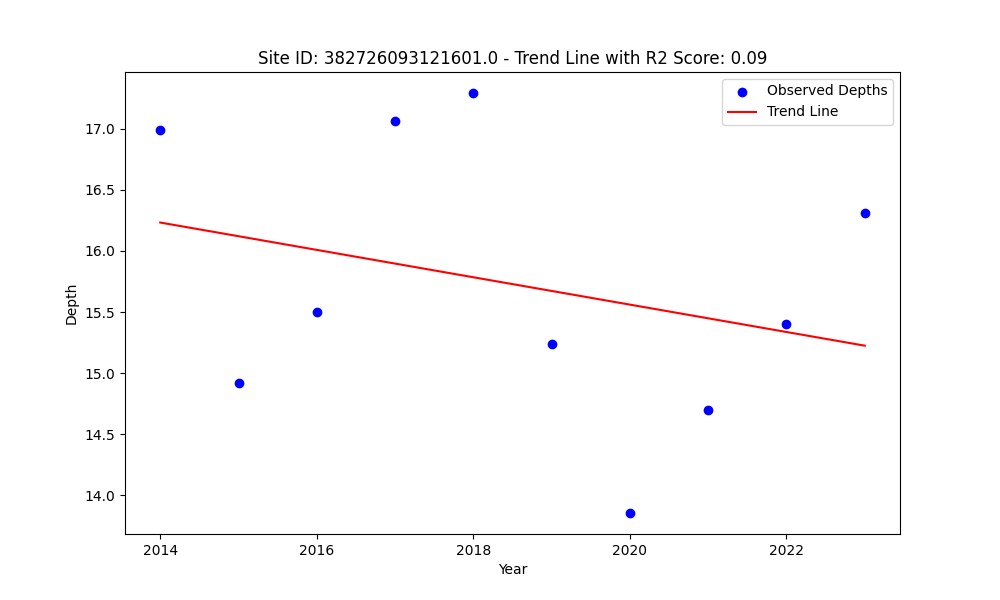 Site ID: 382726093121601.0 - Trend Line with R2 Score: 0.09
Observed Depths
Trend Line
17.0
16.5
16.0
15.5
15.0
14.5
14.0
Depth
2014
2016
2018
2020
2022
Year